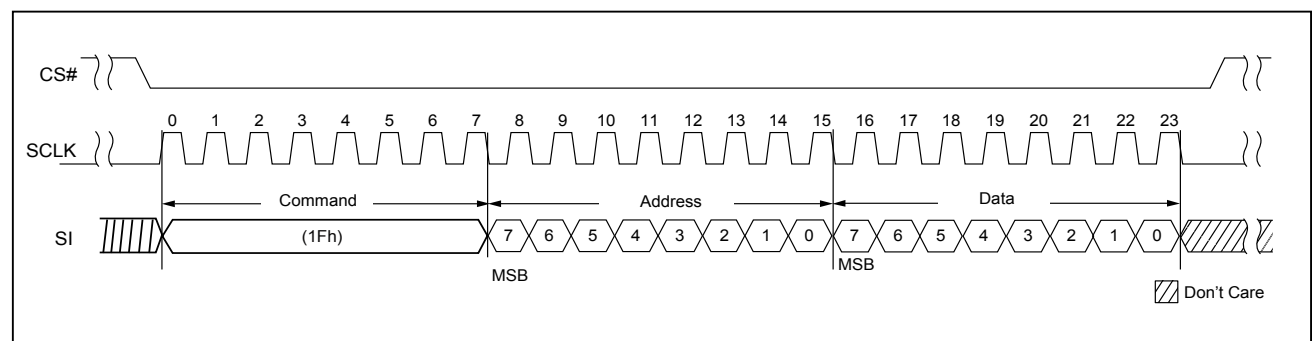 CS#
0 1 2 3 4 5 6 7 8 9 10 11 12 13 14 15 16 17 18 19 20 21 22 23
SCLK
Command Address Data
SI (1Fh) 7 6 5 4 3 2 1 0 7 6 5 4 3 2 1 0
MSB MSB
Don't Care